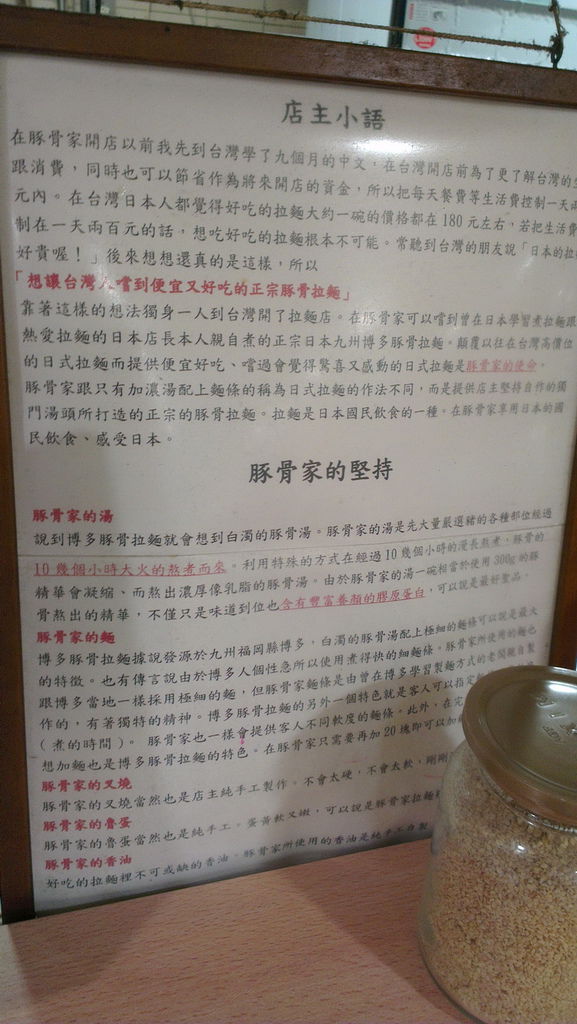 店主小語
在豚骨家開店以前我先到台灣學了九個月的中文，在台灣開店前為了更了解台灣的
跟消費，同時也可以節省作為將來開店的資金，所以把每天餐費等生活費控制一天
元內。在台灣日本人都覺得好吃的拉麵大約一碗的價格都在180元左右，若把生活費
制在一天兩百元的話，想吃好吃的拉麵根本不可能。常聽到台灣的朋友說「日本的拉
好貴喔！」後來想想還真的是這樣，所以
「想讓台灣人嚐到便宜又好吃的正宗豚骨拉麵」
靠著這樣的想法獨身一人到台灣開了拉麵店。在豚骨家可以嚐到曾在日本學習煮拉麵跟
熱愛拉麵的日本店長本人親自煮的正宗日本九州博多豚骨拉麵。顛覆以往在台灣高價位
的日式拉麵而提供便宜好吃、嚐過會覺得驚喜又感動的日式拉麵是豚骨家的使命。
豚骨家跟只有加濃湯配上麵條的稱為日式拉麵的作法不同，而是提供店主堅持自作的獨
門湯頭所打造的正宗的豚骨拉麵。拉麵是日本國民飲食的一種。在豚骨家享用日本的國
民飲食、感受日本。
豚骨家的堅持
豚骨家的湯
說到博多豚骨拉麵就會想到白濁的豚骨湯。豚骨家的湯是先大量嚴選豬的各種部位經過
10幾個小時大火的熬煮而來。利用特殊的方式在經過10幾個小時的漫長熬煮，豚骨的
精華會凝縮、而熬出濃厚像乳脂的豚骨湯。由於豚骨家的湯一碗相當於使用300g的豚
骨熬出的精華，不僅只是味道到位也含有豐富養顏的膠原蛋白，可以說是最好聖品。
豚骨家的麵
博多豚骨拉麵據說發源於九州福岡縣博多，白濁的豚骨湯配上極細的麵條可以說是最大
的特徵。也有傳言說由於博多人個性急所以使用煮得快的細麵條。豚骨家所使用的麵也
跟博多當地一樣採用極細的麵，但豚骨家麵條是由曾在博多學習製麵方式的老闆親自製
作的，有著獨特的精神。博多豚骨拉麵的另外一個特色就是客人可以指定
（煮的時間）。豚骨家也一樣會提供客人不同軟度的麵條。此外，在完
想加麵也是博多豚骨拉麵的特色。在豚骨家只需要再加20塊即可以加
豚骨家的叉燒
豚骨家的叉燒當然也是店主純手工製作。不會太硬，不會太軟，剛剛
豚骨家的魯蛋
豚骨家的魯蛋當然也是純手工。蛋黃軟又嫩，可以說是豚骨家拉麵
豚骨家的香油
好吃的拉麵裡不可或缺的香油。豚骨家所使用的香油是純手工自製